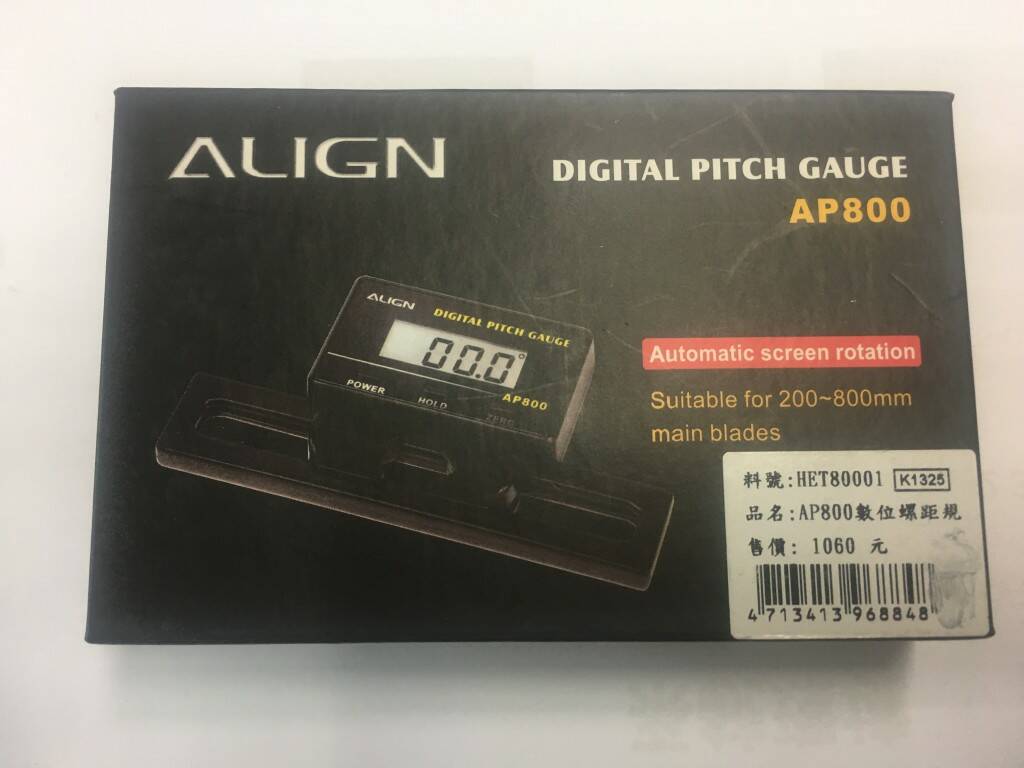 ALIGN
DIGITAL PITCH GAUGE
AP800
ALIGN
DIGITAL PITCH GAUGE
00.0°
POWER
HOLD
ZERO
AP800
Automatic screen rotation
Suitable for 200~800mm
main blades
料號:HET80001 K1325
品名:AP800數位螺距規
售價: 1060 元
4713413968848